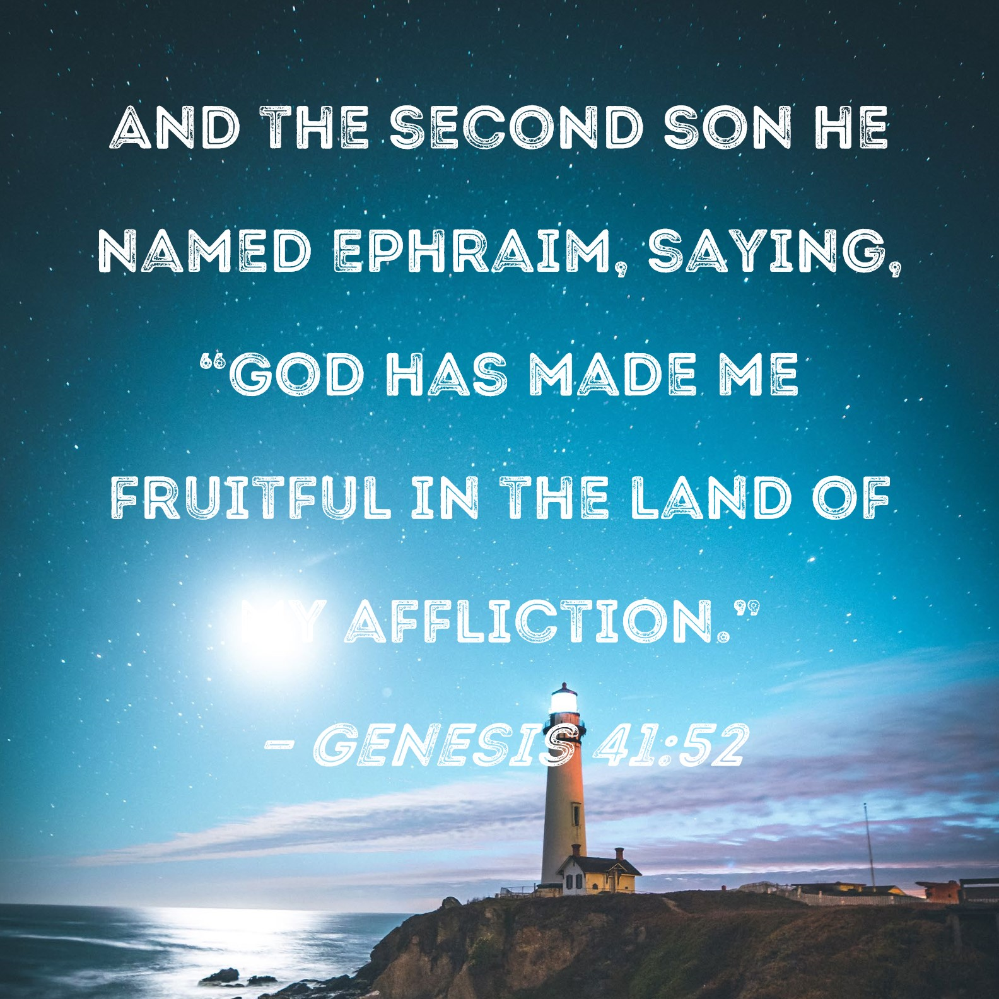 AND THE SECOND SON HE
NAMED EPHRAIM, SAYING,
“GOD HAS MADE ME
FRUITFUL IN THE LAND OF
MY AFFLICTION.”
- GENESIS 41:52